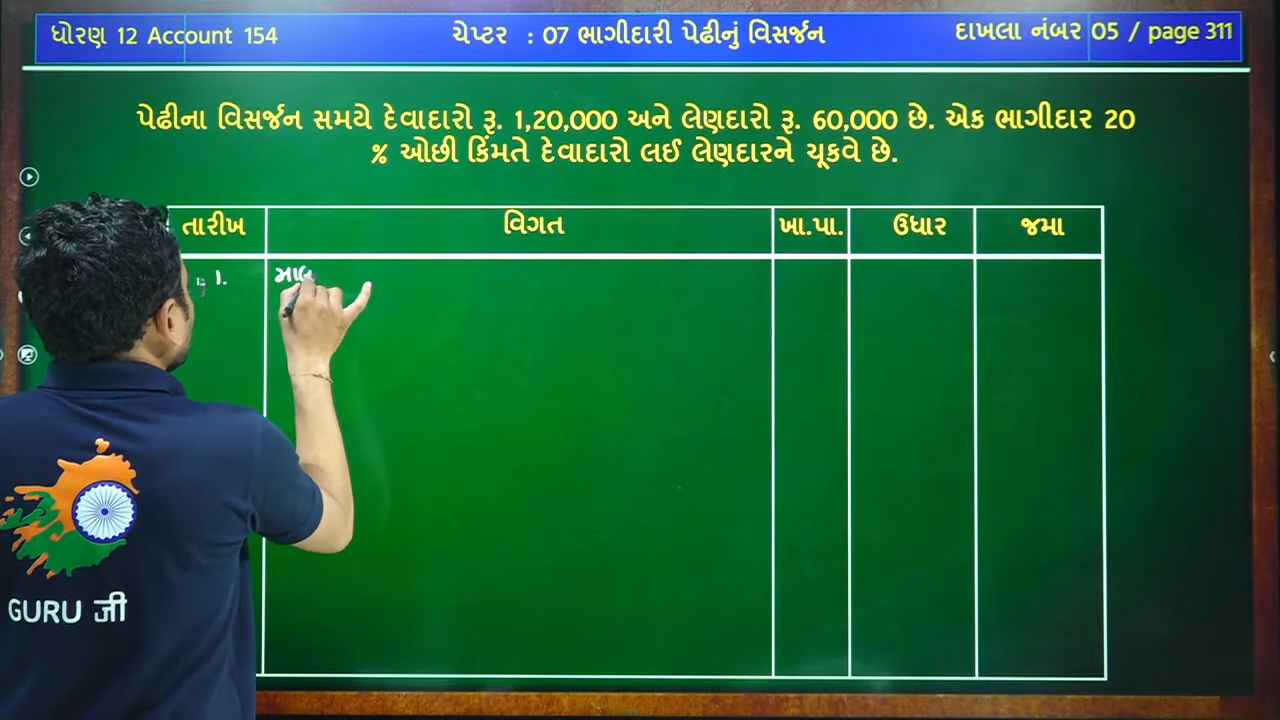 ધોરણ 12 Account 154
ચેપ્ટર : 07 ભાગીદારી પેઢીનું વિસર્જન
દાખલા નંબર 05 / page 311
પેઢીના વિસર્જન સમયે દેવાદારો રૂ. 1,20,000 અને લેણદારો રૂ. 60,000 છે. એક ભાગીદાર 20
% ઓછી કિંમતે દેવાદારો લઈ લેણદારને ચૂકવે છે.
તારીખ વિગત ખા.પા. ઉધાર જમા
1. માલ
GURU जी